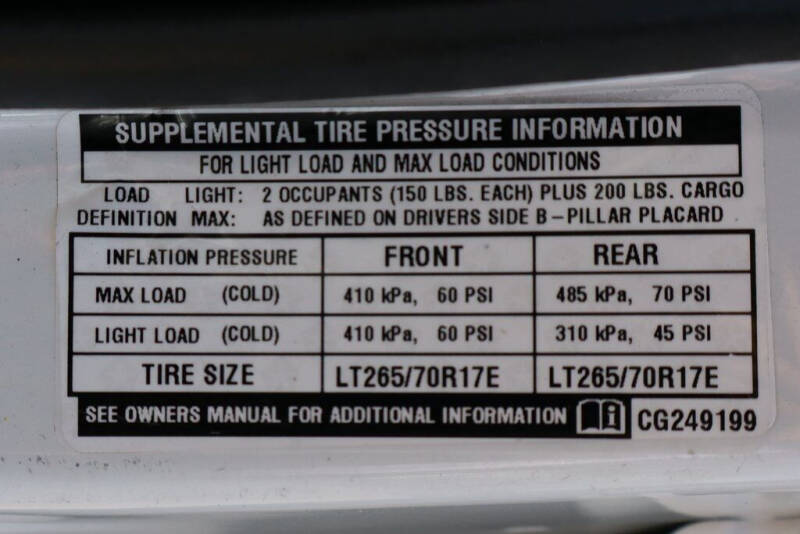 SUPPLEMENTAL TIRE PRESSURE INFORMATION
FOR LIGHT LOAD AND MAX LOAD CONDITIONS
LOAD LIGHT: 2 OCCUPANTS (150 LBS. EACH) PLUS 200 LBS. CARGO
DEFINITION MAX: AS DEFINED ON DRIVERS SIDE B-PILLAR PLACARD
INFLATION PRESSURE FRONT REAR
MAX LOAD (COLD) 410 kPa, 60 PSI 485 kPa, 70 PSI
LIGHT LOAD (COLD) 410 kPa, 60 PSI 310 kPa, 45 PSI
TIRE SIZE LT265/70R17E LT265/70R17E
SEE OWNERS MANUAL FOR ADDITIONAL INFORMATION i CG249199